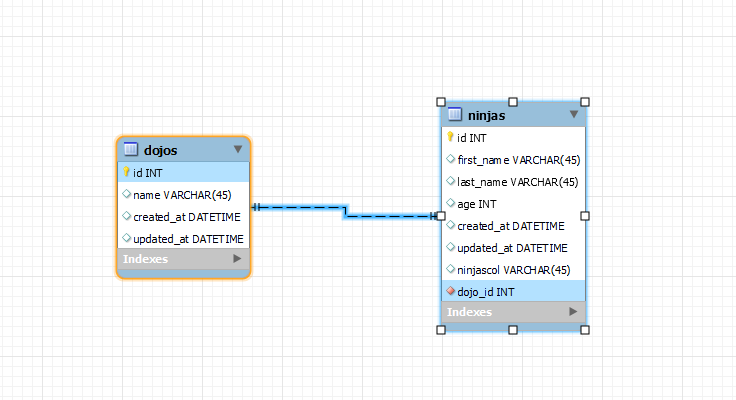 dojos
id INT
name VARCHAR(45)
created_at DATETIME
updated_at DATETIME
Indexes
ninjas
id INT
first_name VARCHAR(45)
last_name VARCHAR(45)
age INT
created_at DATETIME
updated_at DATETIME
ninjascol VARCHAR(45)
dojo_id INT
Indexes